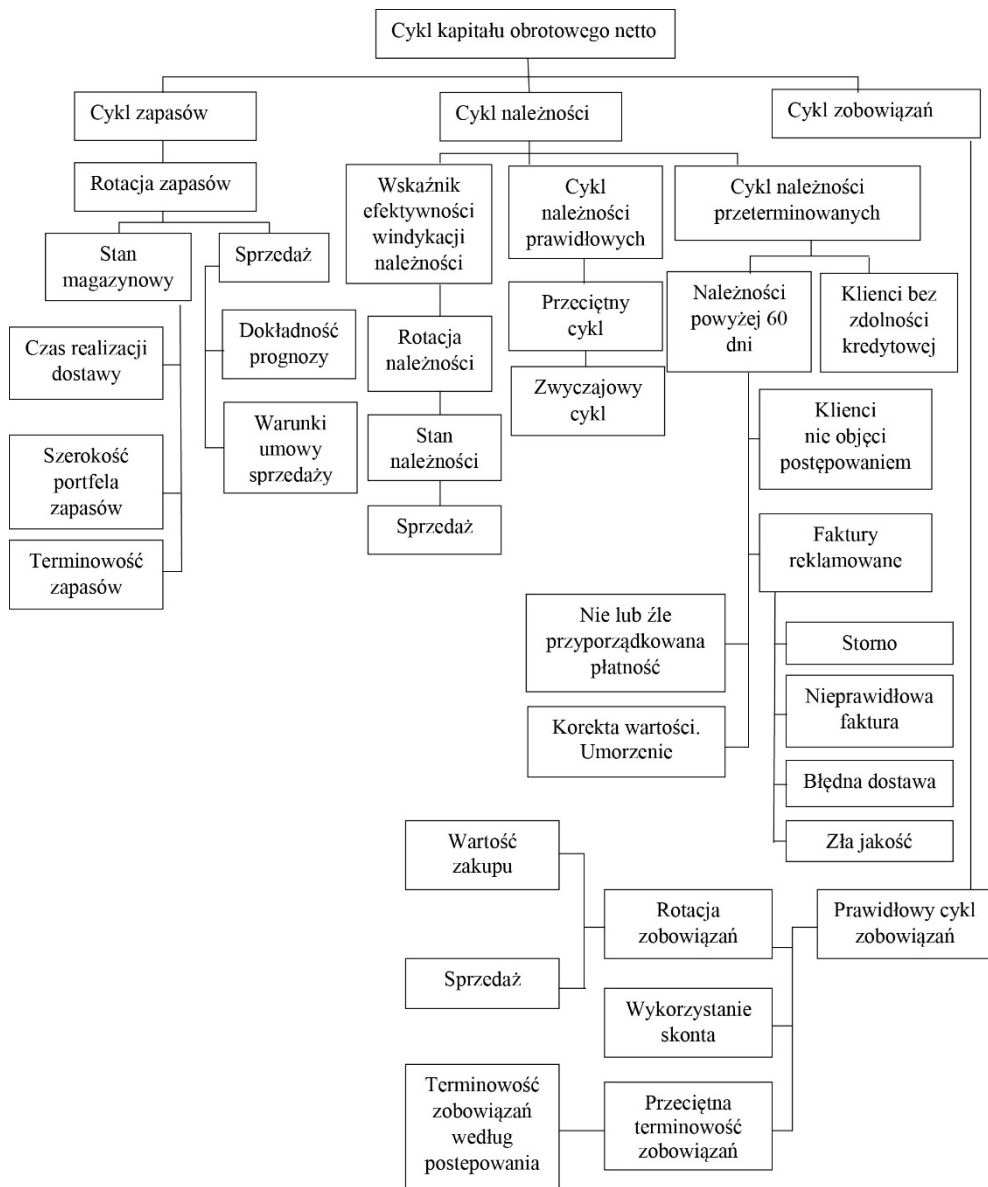 Cykl kapitału obrotowego netto
Cykl zapasów
Cykl należności
Cykl zobowiązań
Rotacja zapasów
Wskaźnik
efektywności
windykacji
należności
Cykl
należności
prawidłowych
Cykl należności
przeterminowanych
Stan
magazynowy
Sprzedaż
Przeciętny
cykl
Należności
powyżej 60
dni
Klienci bez
zdolności
kredytowej
Czas realizacji
dostawy
Dokładność
prognozy
Rotacja
należności
Zwyczajowy
cykl
Klienci
nie objęci
postępowaniem
Szerokość
portfela
zapasów
Warunki
umowy
sprzedaży
Stan
należności
Sprzedaż
Terminowość
zapasów
Faktury
reklamowane
Nie lub źle
przyporządkowana
płatność
Storno
Nieprawidłowa
faktura
Korekta wartości.
Umorzenie
Błędna dostawa
Zła jakość
Wartość
zakupu
Rotacja
zobowiązań
Prawidłowy cykl
zobowiązań
Sprzedaż
Wykorzystanie
skonta
Terminowość
zobowiązań
według
postepowania
Przeciętna
terminowość
zobowiązań